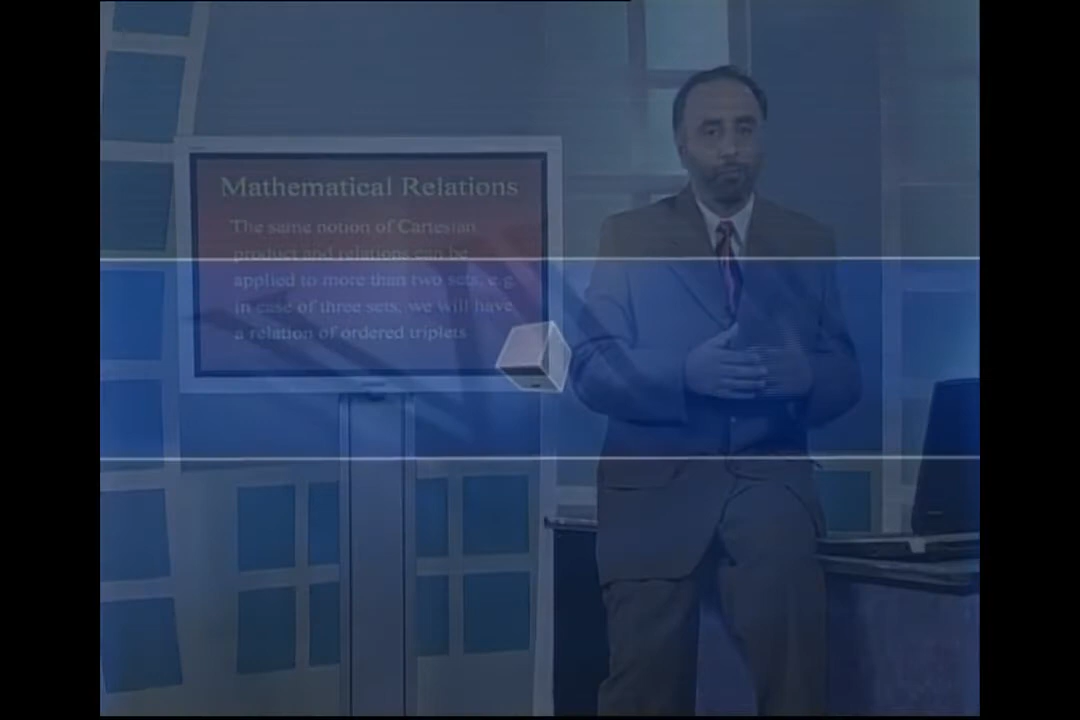 Mathematical Relations
The same notion of Cartesian
product and relations can be
applied to more than two sets, e.g.
in case of three sets, we will have
a relation of ordered triplets